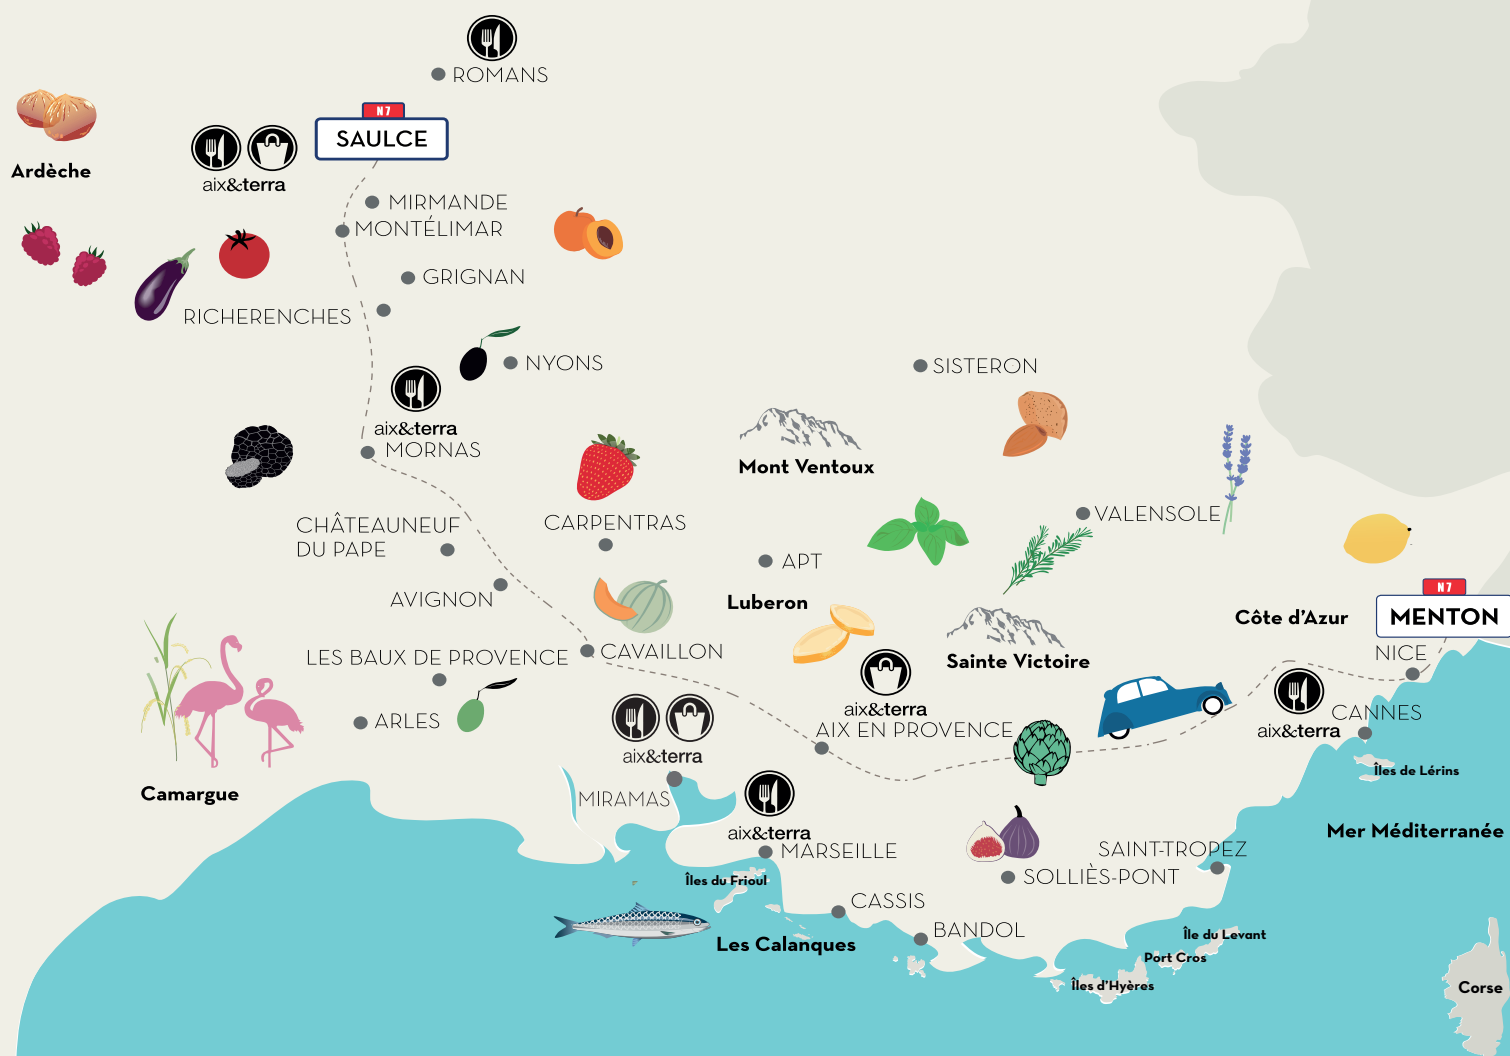 ROMANS
N7
SAULCE
Ardèche
aix&terra
MIRMANDE
MONTÉLIMAR
GRIGNAN
RICHERENCHES
NYONS
SISTERON
aix&terra
MORNAS
Mont Ventoux
CHÂTEAUNEUF
DU PAPE
CARPENTRAS
VALENSOLE
APT
AVIGNON
Luberon
N7
MENTON
Côte d'Azur
LES BAUX DE PROVENCE
CAVAILLON
Sainte Victoire
NICE
ARLES
aix&terra
AIX EN PROVENCE
aix&terra
CANNES
aix&terra
Îles de Lérins
Camargue
MIRAMAS
aix&terra
MARSEILLE
Mer Méditerranée
SAINT-TROPEZ
SOLLIÈS-PONT
Îles du Frioul
CASSIS
BANDOL
Les Calanques
Île du Levant
Port Cros
Îles d'Hyères
Corse